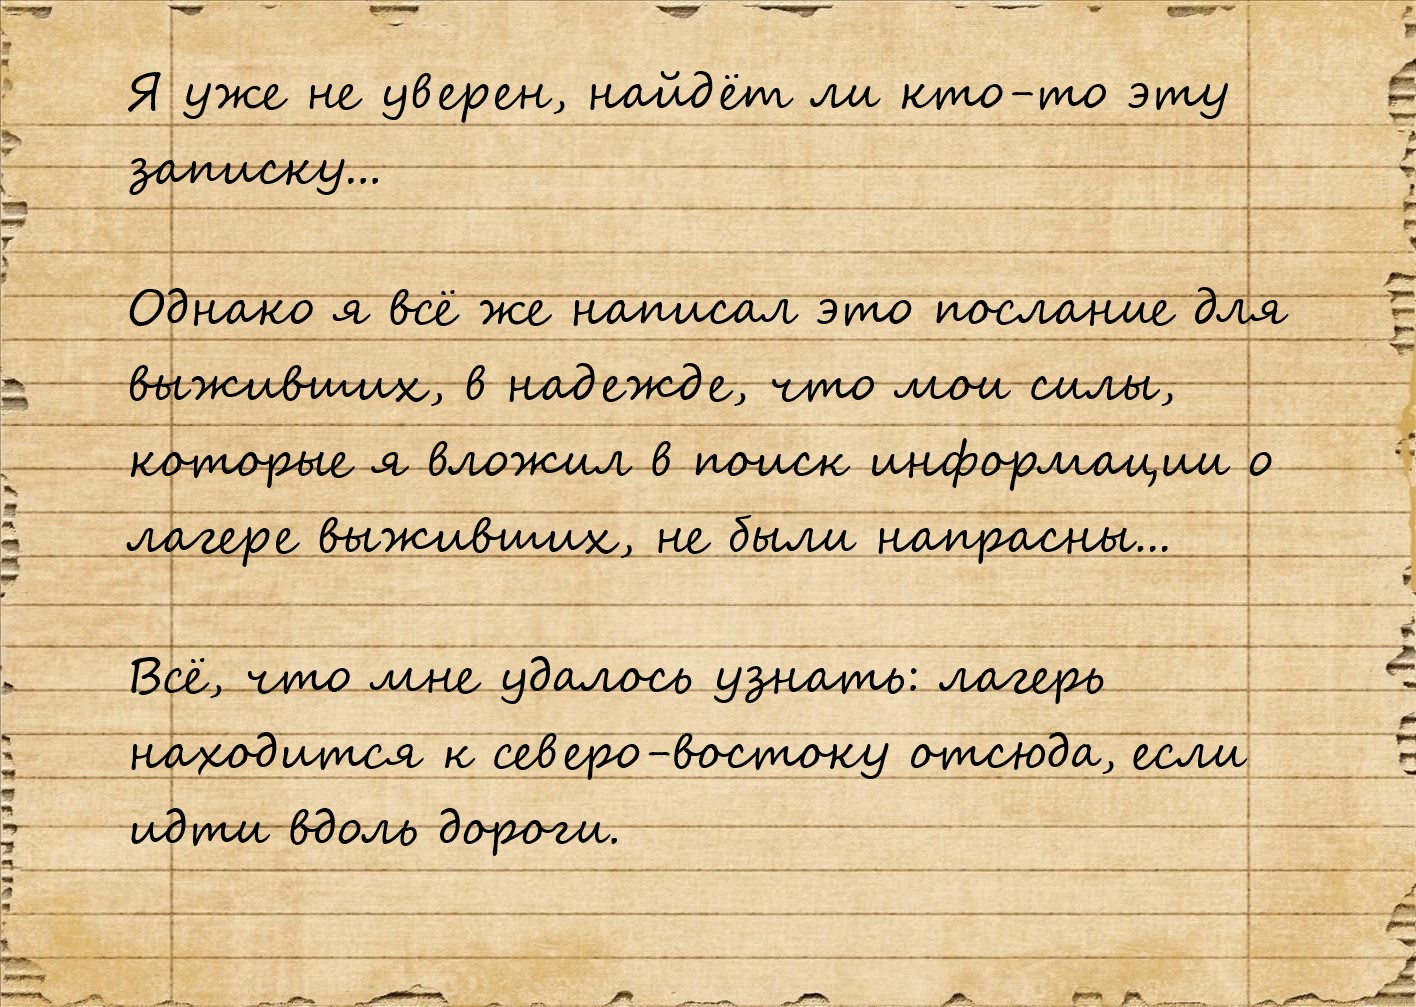 Я уже не уверен, найдёт ли кто-то эту
записку...
Однако я всё же написал это послание для
выживших, в надежде, что мои силы,
которые я вложил в поиск информации о
лагере выживших, не были напрасны...
Всё, что мне удалось узнать: лагерь
находится к северо-востоку отсюда, если
идти вдоль дороги.